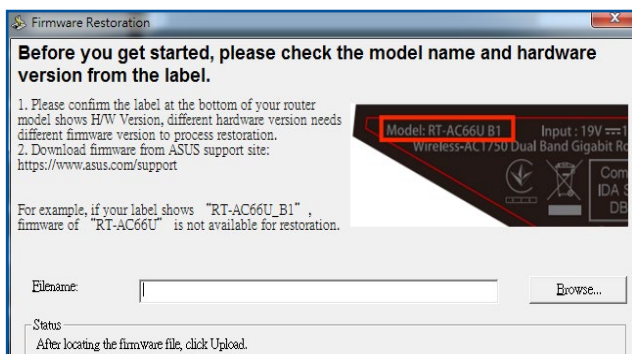 Firmware Restoration
Before you get started, please check the model name and hardware
version from the label.
1. Please confirm the label at the bottom of your router
model shows H/W Version, different hardware version needs
different firmware version to process restoration.
2. Download firmware from ASUS support site:
https://www.asus.com/support
For example, if your label shows “RT-AC66U_B1” ,
firmware of “RT-AC66U” is not available for restoration.
Model: RT-AC66U B1
Input : 19V
Wireless-AC1750 Dual Band Gigabit
IDA
DB
Filename:
Browse...
Status
After locating the firmware file, click Upload.